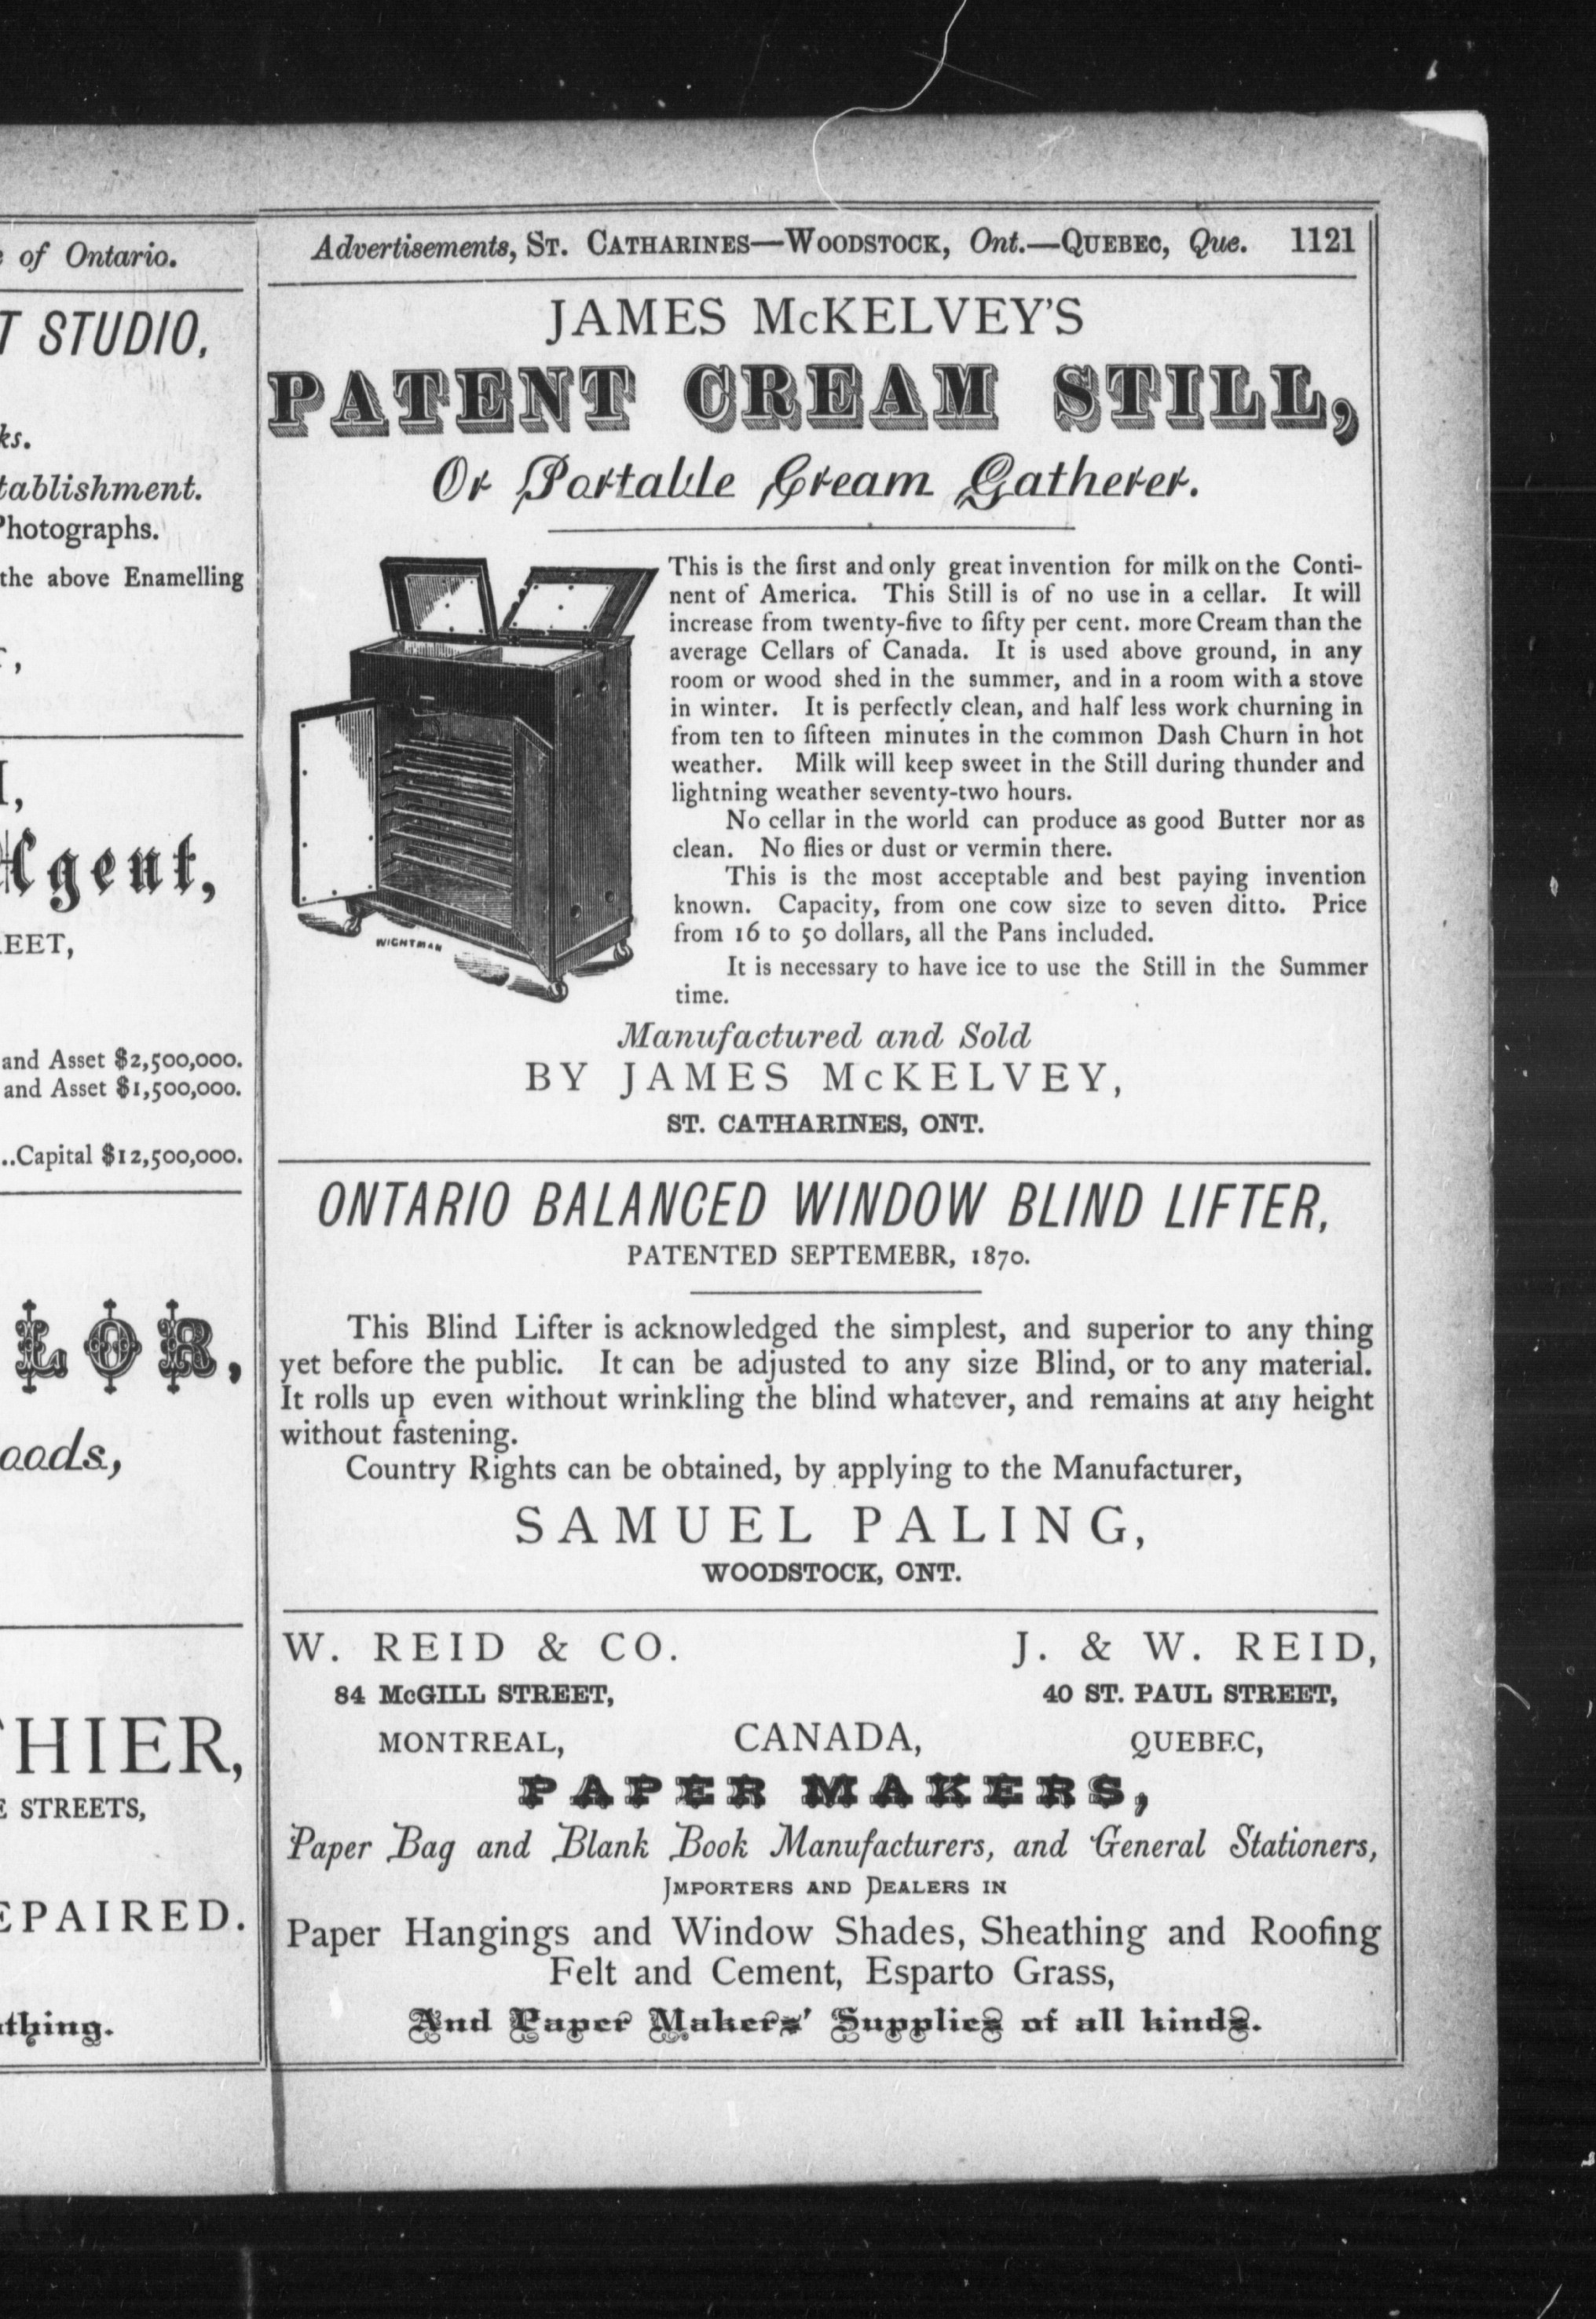 of Ontario.
T STUDIO,
ks.
tablishment.
Photographs.
the above Enamelling
Agent,
EET,
and Asset $2,500,000.
and Asset $1,500,000.
..Capital $12,500,000.
LOR,
oods,
THIER,
E STREETS,
EPAIRED.
thing.
Advertisements, ST. CATHARINES—WOODSTOCK, Ont.—QUEBEC, Que. 1121
JAMES McKELVEY'S
PATENT CREAM STILL,
Or Portable Cream Gatherer.
This is the first and only great invention for milk on the Conti-
nent of America. This Still is of no use in a cellar. It will
increase from twenty-five to fifty per cent. more Cream than the
average Cellars of Canada. It is used above ground, in any
room or wood shed in the summer, and in a room with a stove
in winter. It is perfectly clean, and half less work churning in
from ten to fifteen minutes in the common Dash Churn in hot
weather. Milk will keep sweet in the Still during thunder and
lightning weather seventy-two hours.
No cellar in the world can produce as good Butter nor as
clean. No flies or dust or vermin there.
This is the most acceptable and best paying invention
known. Capacity, from one cow size to seven ditto. Price
from 16 to 50 dollars, all the Pans included.
It is necessary to have ice to use the Still in the Summer
time.
WIGHTMAN
Manufactured and Sold
BY JAMES McKELVEY,
ST. CATHARINES, ONT.
ONTARIO BALANCED WINDOW BLIND LIFTER,
PATENTED SEPTEMEBR, 1870.
This Blind Lifter is acknowledged the simplest, and superior to any thing
yet before the public. It can be adjusted to any size Blind, or to any material.
It rolls up even without wrinkling the blind whatever, and remains at any height
without fastening.
Country Rights can be obtained, by applying to the Manufacturer,
SAMUEL PALING,
WOODSTOCK, ONT.
W. REID & CO. J. & W. REID,
84 McGILL STREET, 40 ST. PAUL STREET,
MONTREAL, CANADA, QUEBEC,
PAPER MAKERS,
Paper Bag and Blank Book Manufacturers, and General Stationers,
IMPORTERS AND DEALERS IN
Paper Hangings and Window Shades, Sheathing and Roofing
Felt and Cement, Esparto Grass,
And Paper Makers' Supplies of all kinds.